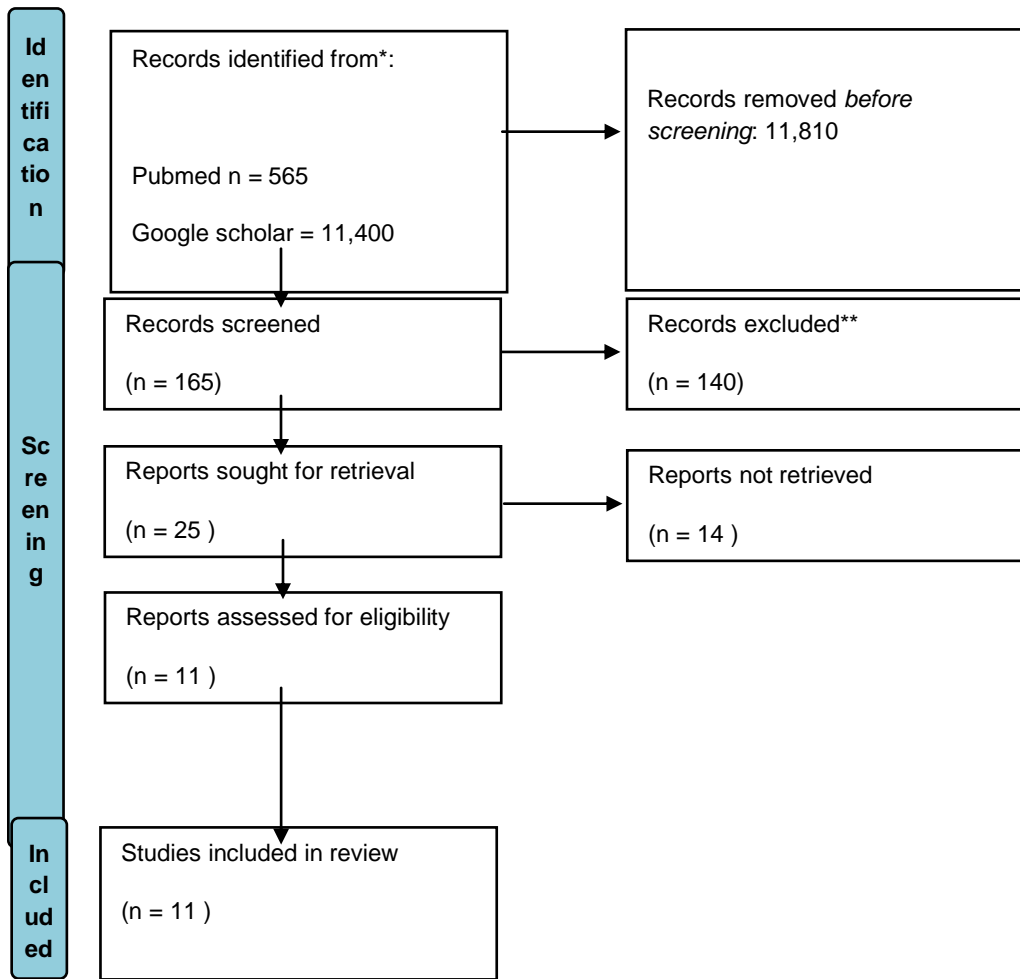 Id
en
tifi
ca
tio
n
Records identified from*:
Pubmed n = 565
Google scholar = 11,400
Records removed before
screening: 11,810
Sc
re
en
in
g
Records screened
(n = 165)
Records excluded**
(n = 140)
Reports sought for retrieval
(n = 25 )
Reports not retrieved
(n = 14 )
Reports assessed for eligibility
(n = 11 )
In
cl
ud
ed
Studies included in review
(n = 11 )